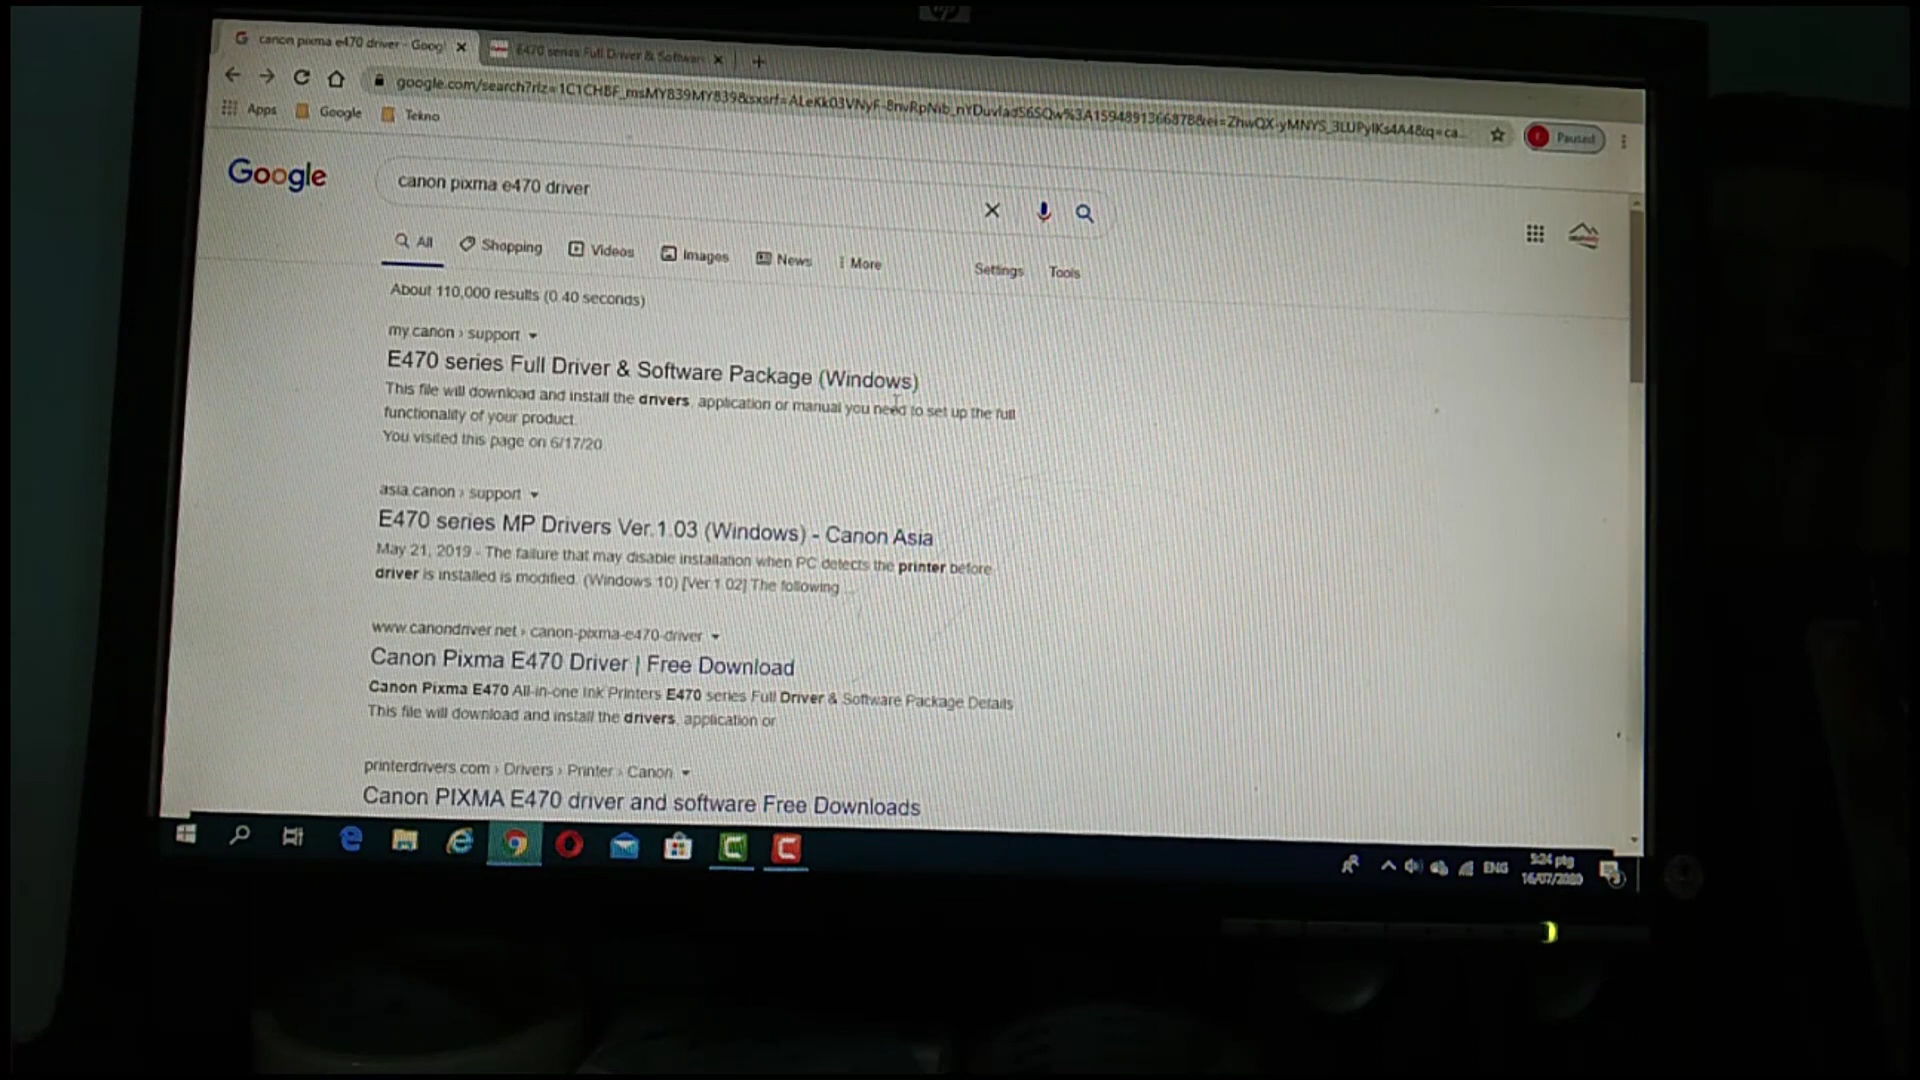 hp
canon pixma e470 driver - Goog
E470 series Full Driver & Softwar
Apps
Google
Tekno
Paused
Google
canon pixma e470 driver
All
Shopping
Videos
Images
News
More
Settings
Tools
About 110,000 results (0.40 seconds)
my.canon › support
E470 series Full Driver & Software Package (Windows)
This file will download and install the drivers, application or manual you need to set up the full
functionality of your product.
You visited this page on 6/17/20.
asia.canon › support
E470 series MP Drivers Ver.1.03 (Windows) - Canon Asia
May 21, 2019 - The failure that may disable installation when PC detects the printer before
driver is installed is modified. (Windows 10) [Ver.1.02] The following ...
www.canondriver.net › canon-pixma-e470-driver
Canon Pixma E470 Driver | Free Download
Canon Pixma E470 All-in-one Ink Printers E470 series Full Driver & Software Package Details
This file will download and install the drivers, application or
printerdrivers.com › Drivers › Printer › Canon
Canon PIXMA E470 driver and software Free Downloads
ENG
16/07/2020